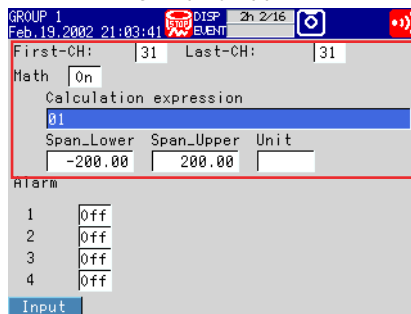 GROUP 1 DISP 2h 2/16
Feb.19.2002 21:03:41 STOP EVENT
First-CH: 31 Last-CH: 31
Math On
Calculation expression
01
Span_Lower Span_Upper Unit
-200.00 200.00
Alarm
1 Off
2 Off
3 Off
4 Off
Input